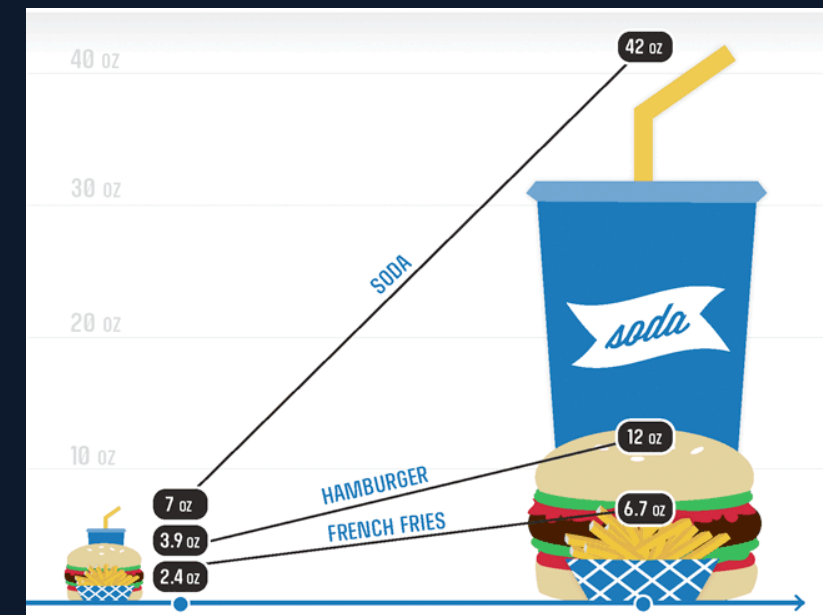 42 OZ
40 OZ
30 OZ
SODA
20 OZ
soda
12 OZ
10 OZ
HAMBURGER
7 OZ
6.7 OZ
FRENCH FRIES
3.9 OZ
2.4 OZ